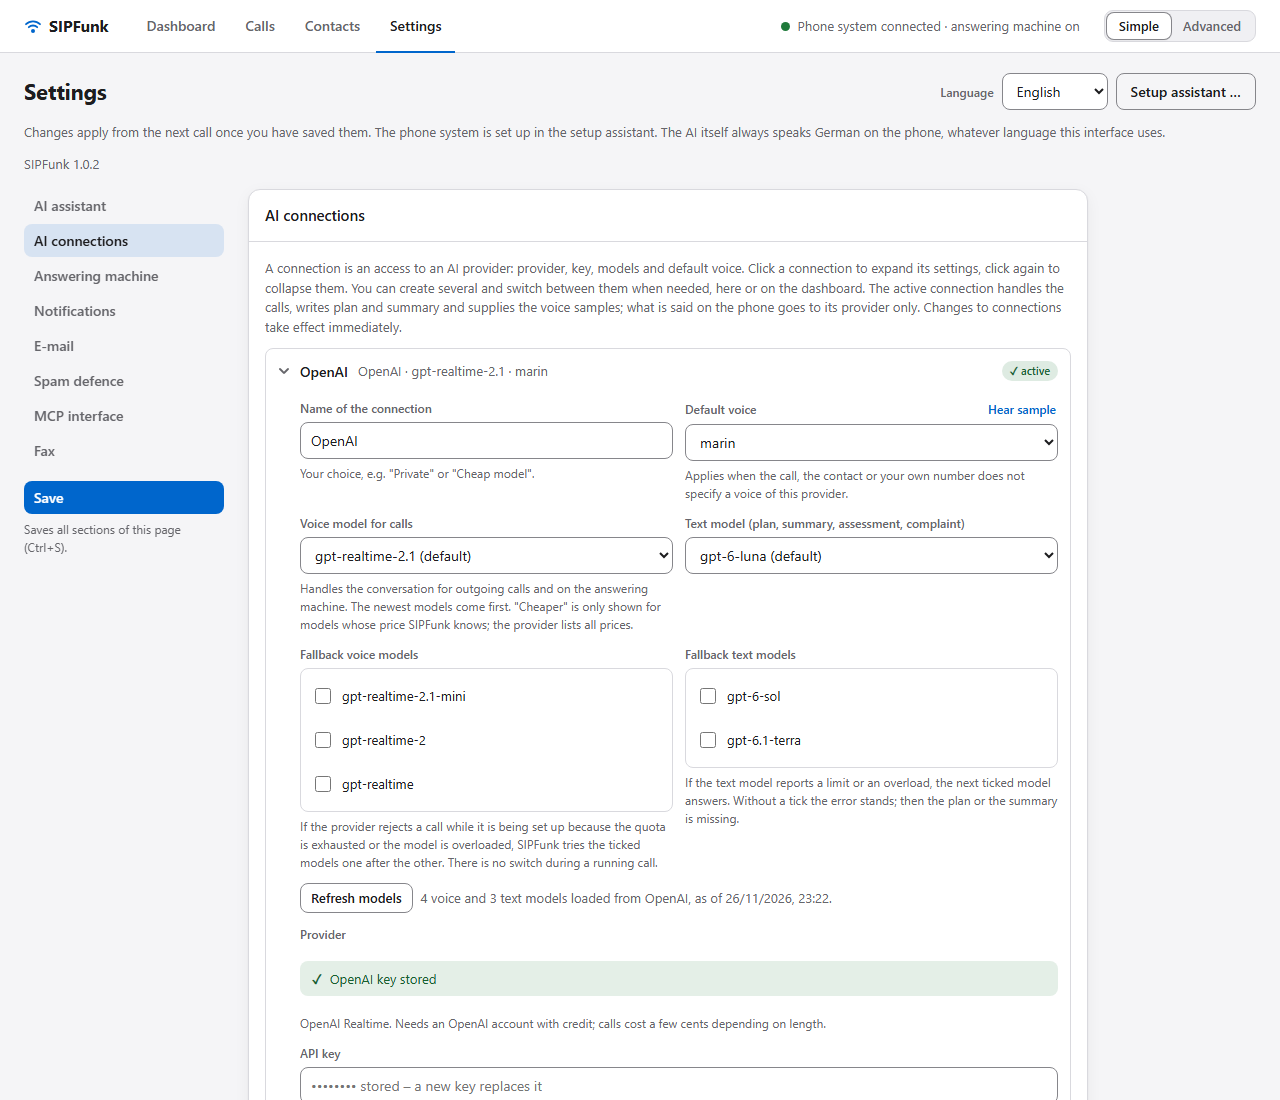 SIPFunk
Dashboard
Calls
Contacts
Settings
Phone system connected · answering machine on
Simple
Advanced
Settings
Language
English
Setup assistant ...
Changes apply from the next call once you have saved them. The phone system is set up in the setup assistant. The AI itself always speaks German on the phone, whatever language this interface uses.
SIPFunk 1.0.2
AI assistant
AI connections
Answering machine
Notifications
E-mail
Spam defence
MCP interface
Fax
Save
Saves all sections of this page
(Ctrl+S).
AI connections
A connection is an access to an AI provider: provider, key, models and default voice. Click a connection to expand its settings, click again to
collapse them. You can create several and switch between them when needed, here or on the dashboard. The active connection handles the
calls, writes plan and summary and supplies the voice samples; what is said on the phone goes to its provider only. Changes to connections
take effect immediately.
OpenAI
OpenAI · gpt-realtime-2.1 · marin
✓ active
Name of the connection
OpenAI
Your choice, e.g. "Private" or "Cheap model".
Default voice
Hear sample
marin
Applies when the call, the contact or your own number does not
specify a voice of this provider.
Voice model for calls
gpt-realtime-2.1 (default)
Handles the conversation for outgoing calls and on the answering
machine. The newest models come first. "Cheaper" is only shown for
models whose price SIPFunk knows; the provider lists all prices.
Text model (plan, summary, assessment, complaint)
gpt-6-luna (default)
Fallback voice models
gpt-realtime-2.1-mini
gpt-realtime-2
gpt-realtime
If the provider rejects a call while it is being set up because the quota
is exhausted or the model is overloaded, SIPFunk tries the ticked
models one after the other. There is no switch during a running call.
Fallback text models
gpt-6-sol
gpt-6.1-terra
If the text model reports a limit or an overload, the next ticked model
answers. Without a tick the error stands; then the plan or the summary
is missing.
Refresh models
4 voice and 3 text models loaded from OpenAI, as of 26/11/2026, 23:22.
Provider
✓ OpenAI key stored
OpenAI Realtime. Needs an OpenAI account with credit; calls cost a few cents depending on length.
API key
•••••••• stored – a new key replaces it